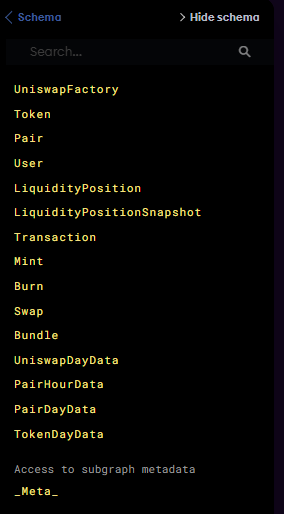 Schema
Hide schema
Search...
UniswapFactory
Token
Pair
User
LiquidityPosition
LiquidityPositionSnapshot
Transaction
Mint
Burn
Swap
Bundle
UniswapDayData
PairHourData
PairDayData
TokenDayData
Access to subgraph metadata
_Meta_